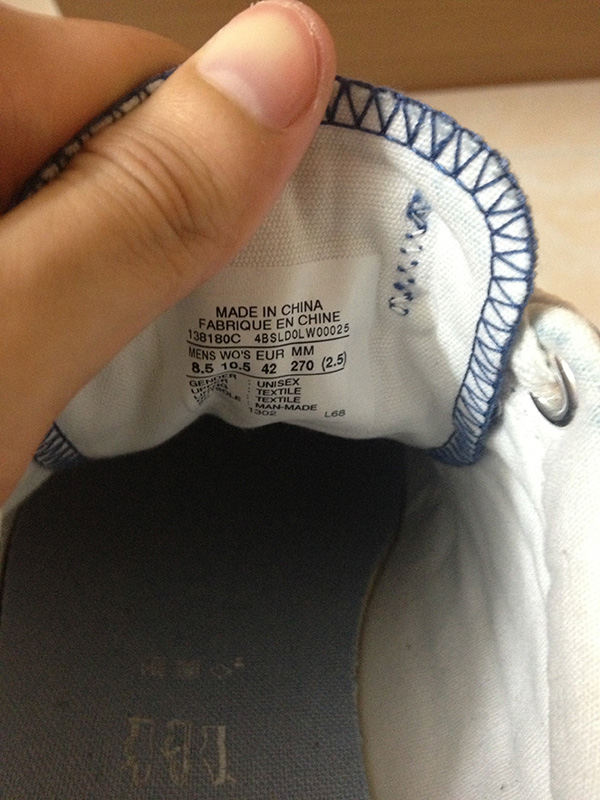 MADE IN CHINA
FABRIQUE EN CHINE
138180C 4BSLD0LW00025
MENS WO'S EUR MM
8.5 10.5 42 270 (2.5)
GENDER : UNISEX
: TEXTILE
: TEXTILE
: MAN-MADE
1302 L68